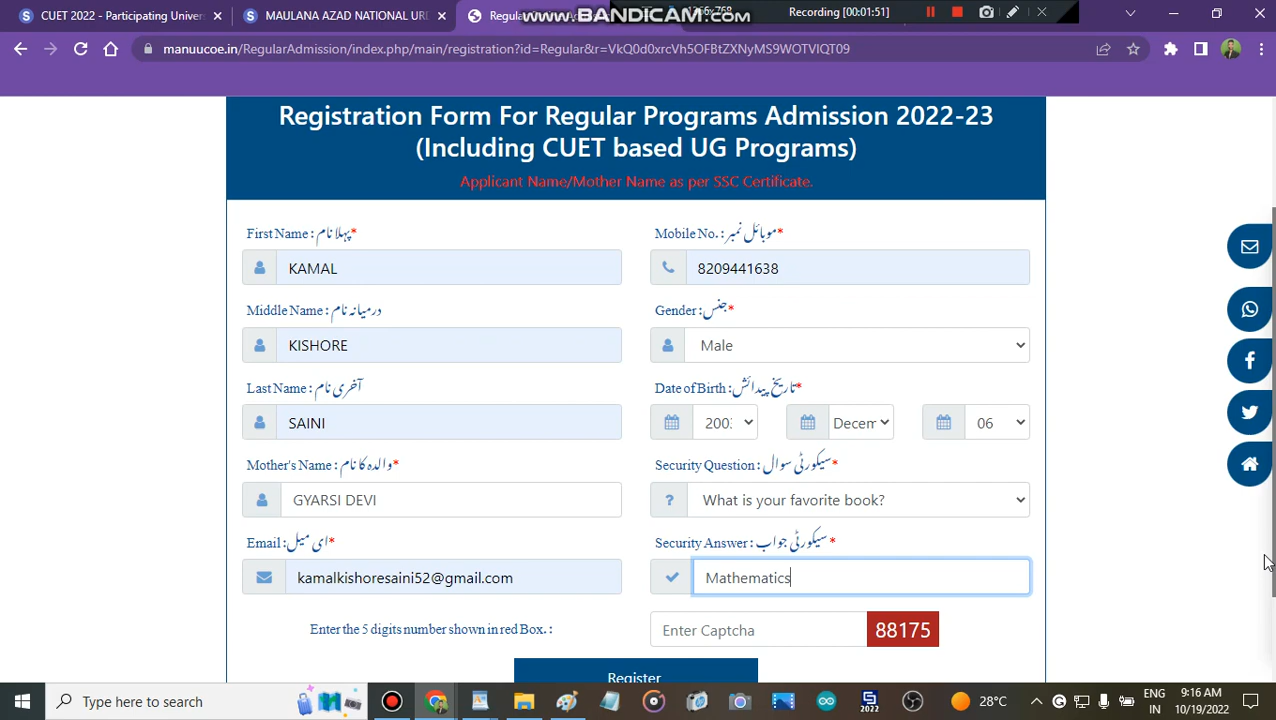 CUET 2022 - Participating Univer
MAULANA AZAD NATIONAL URD
Regula
www.BANDICAM.com
Recording [00:01:51]
manuucoe.in/RegularAdmission/index.php/main/registration?id=Regular&r=VkQ0d0xrcVh5OFBtZXNyMS9WOTVIQT09
Registration Form For Regular Programs Admission 2022-23
(Including CUET based UG Programs)
Applicant Name/Mother Name as per SSC Certificate.
First Name : پہلا نام*
Mobile No. : موبائل نمبر*
KAMAL
8209441638
Middle Name : درمیانہ نام
Gender: جنس*
KISHORE
Male
Last Name : آخری نام
Date of Birth : تاریخ پیدائش*
SAINI
Decem
06
Mother's Name : والدہ کا نام*
Security Question : سیکورٹی سوال*
GYARSI DEVI
What is your favorite book?
Email: ای میل*
Security Answer : سیکورٹی جواب *
kamalkishoresaini52@gmail.com
Mathematics
Enter the 5 digits number shown in red Box. :
Enter Captcha
88175
Register
Type here to search
2022
28°C
ENG
IN
9:16 AM
10/19/2022